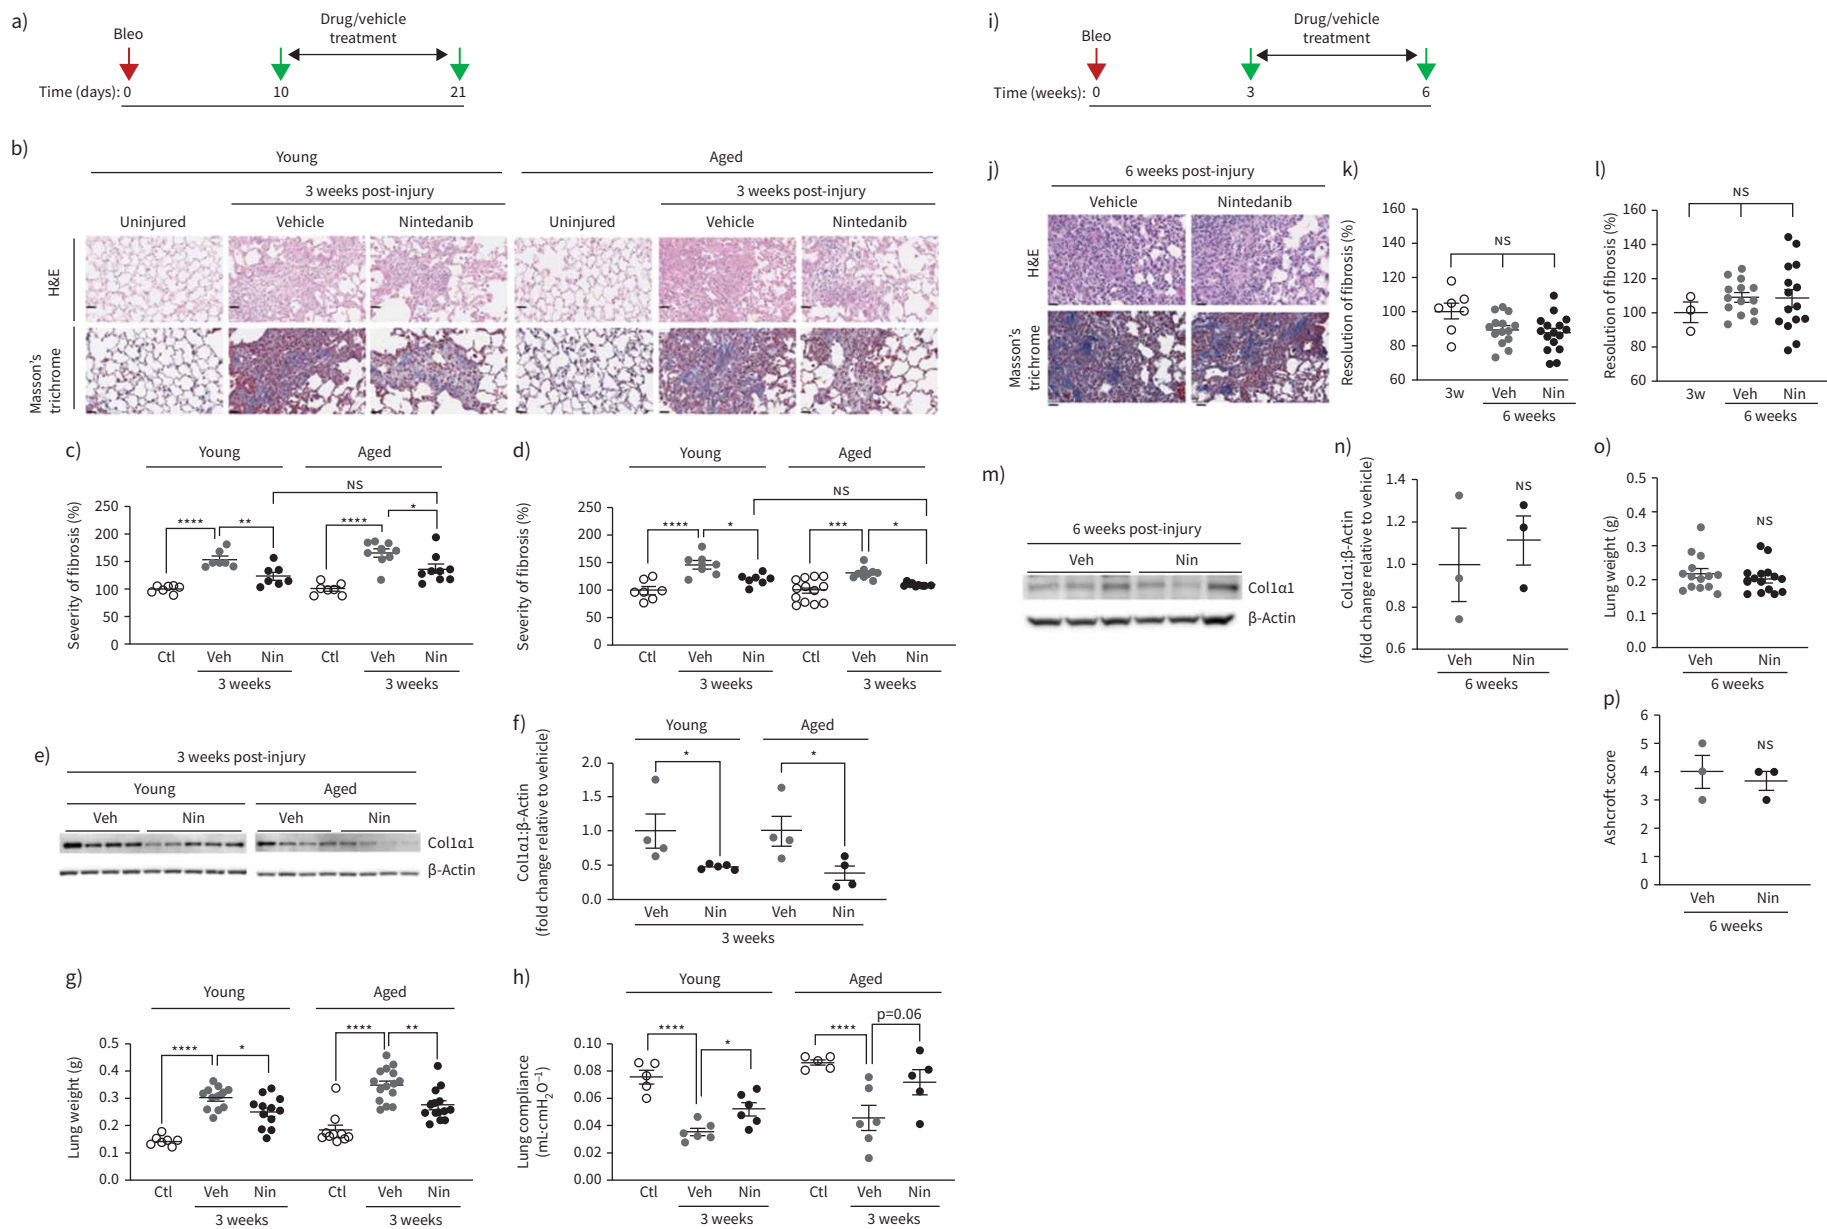 a)
Bleo
Drug/vehicle
treatment
Time (days): 0 10 21
b)
Young Aged
3 weeks post-injury 3 weeks post-injury
Uninjured Vehicle Nintedanib Uninjured Vehicle Nintedanib
H&E
Masson's
trichrome
c)
Young Aged
NS
**** ** **** *
Severity of fibrosis (%)
250
200
150
100
50
0
Ctl Veh Nin Ctl Veh Nin
3 weeks 3 weeks
d)
Young Aged
NS
**** * *** *
Severity of fibrosis (%)
250
200
150
100
50
0
Ctl Veh Nin Ctl Veh Nin
3 weeks 3 weeks
e)
3 weeks post-injury
Young Aged
Veh Nin Veh Nin
Col1α1
β-Actin
f)
Young Aged
* *
Col1α1:β-Actin
(fold change relative to vehicle)
2.0
1.5
1.0
0.5
0.0
Veh Nin Veh Nin
3 weeks
g)
Young Aged
**** * **** **
Lung weight (g)
0.5
0.4
0.3
0.2
0.1
0.0
Ctl Veh Nin Ctl Veh Nin
3 weeks 3 weeks
h)
Young Aged
**** * **** p=0.06
Lung compliance
(mL·cmH₂O⁻¹)
0.10
0.08
0.06
0.04
0.02
0.00
Ctl Veh Nin Ctl Veh Nin
3 weeks 3 weeks
i)
Bleo
Drug/vehicle
treatment
Time (weeks): 0 3 6
j)
6 weeks post-injury
Vehicle Nintedanib
H&E
Masson's
trichrome
k)
NS
Resolution of fibrosis (%)
160
140
120
100
80
60
3w Veh Nin
6 weeks
l)
NS
Resolution of fibrosis (%)
160
140
120
100
80
60
3w Veh Nin
6 weeks
m)
6 weeks post-injury
Veh Nin
Col1α1
β-Actin
n)
NS
Col1α1:β-Actin
(fold change relative to vehicle)
1.4
1.2
1.0
0.8
0.6
Veh Nin
6 weeks
o)
NS
Lung weight (g)
0.5
0.4
0.3
0.2
0.1
0.0
Veh Nin
6 weeks
p)
NS
Ashcroft score
6
5
4
3
2
1
0
Veh Nin
6 weeks